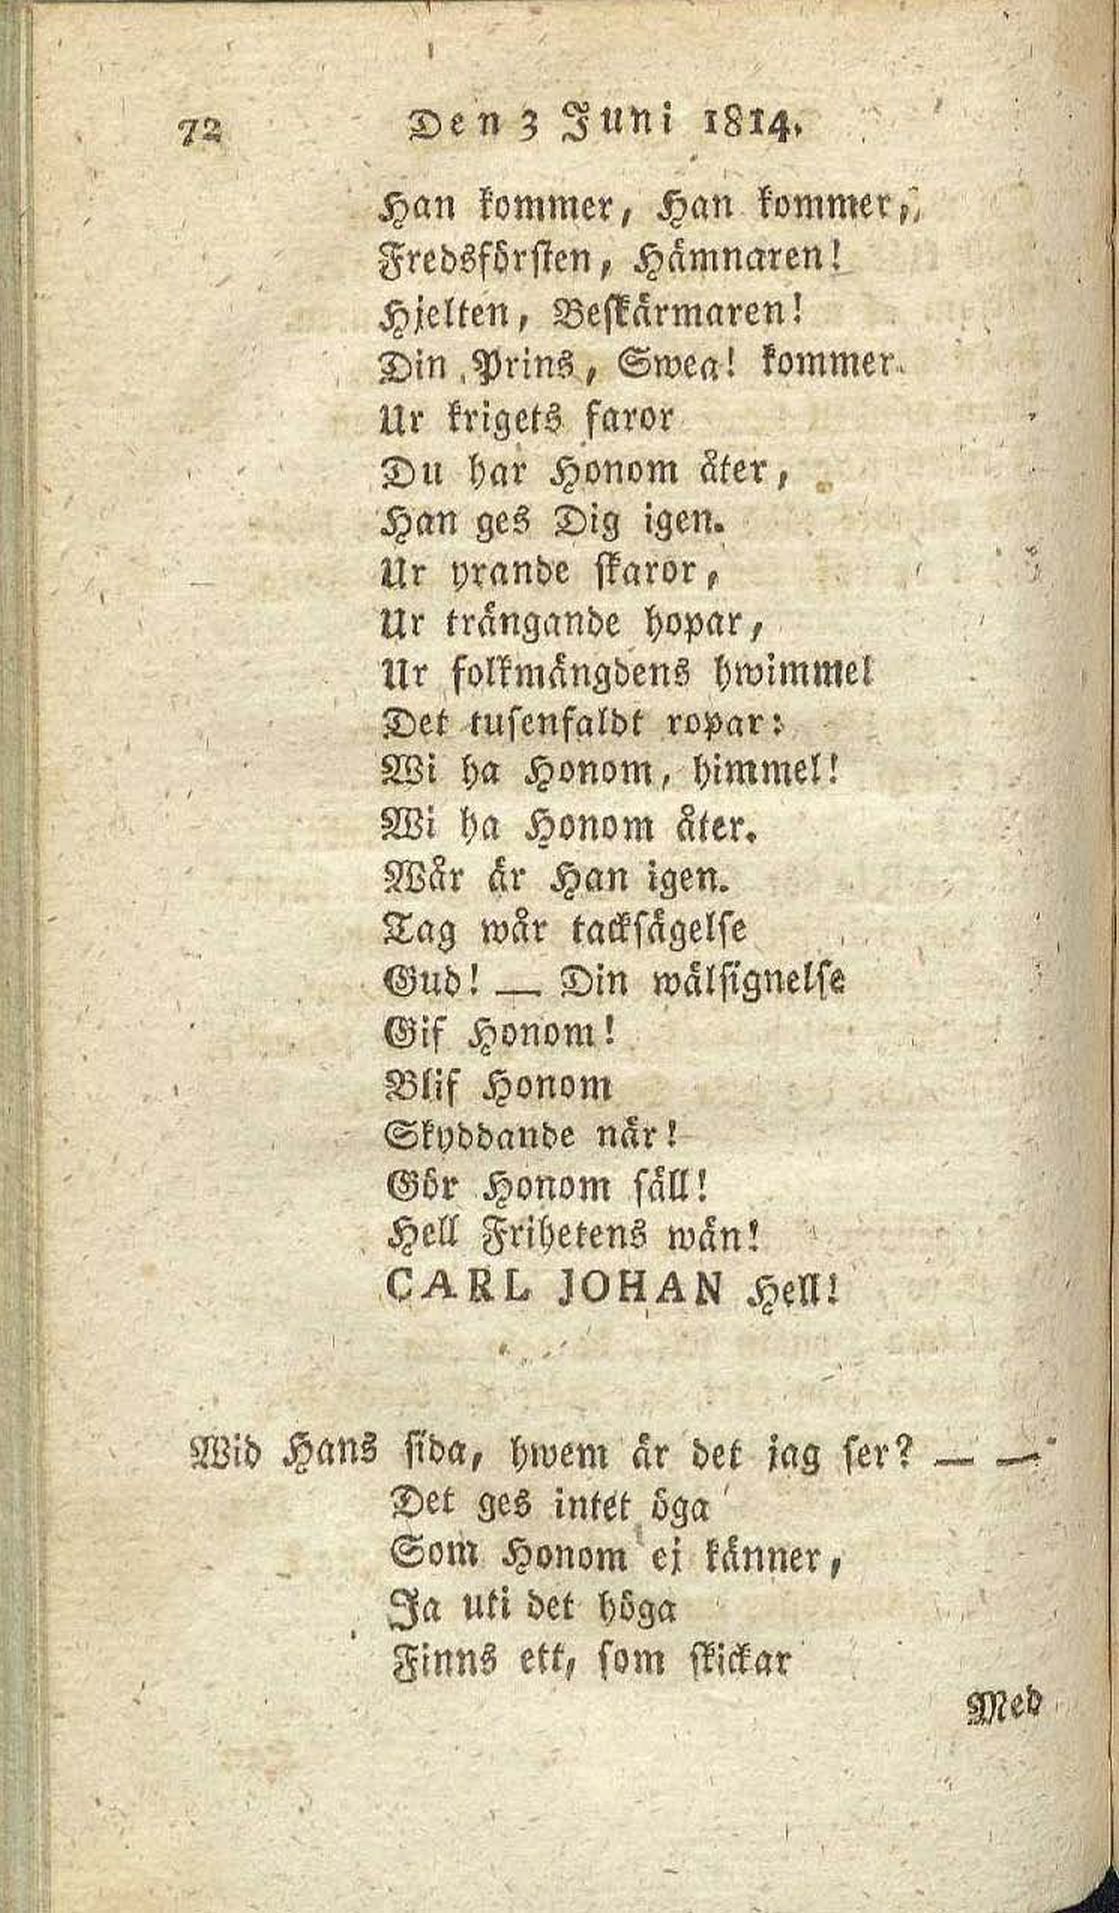 72 Den 3 Juni 1814.
Han kommer, Han kommer,
Fredsförsten, Hämnaren!
Hjelten, Beskärmaren!
Din Prins, Swea! kommer.
Ur krigets faror
Du har Honom åter,
Han ges Dig igen.
Ur yrande skaror,
Ur trängande hopar,
Ur folkmängdens hwimmel
Det tusenfaldt ropar:
Wi ha Honom, himmel!
Wi ha Honom åter.
Wår är Han igen.
Tag wår tacksägelse
Gud! — Din wälsignelse
Gif Honom!
Blif Honom
Skyddande när!
Gör Honom säll!
Hell Frihetens wän!
CARL JOHAN Hell!
Wid Hans sida, hwem är det jag ser? — —
Det ges intet öga
Som Honom ej känner,
Ja uti det höga
Finns ett, som skickar
Med